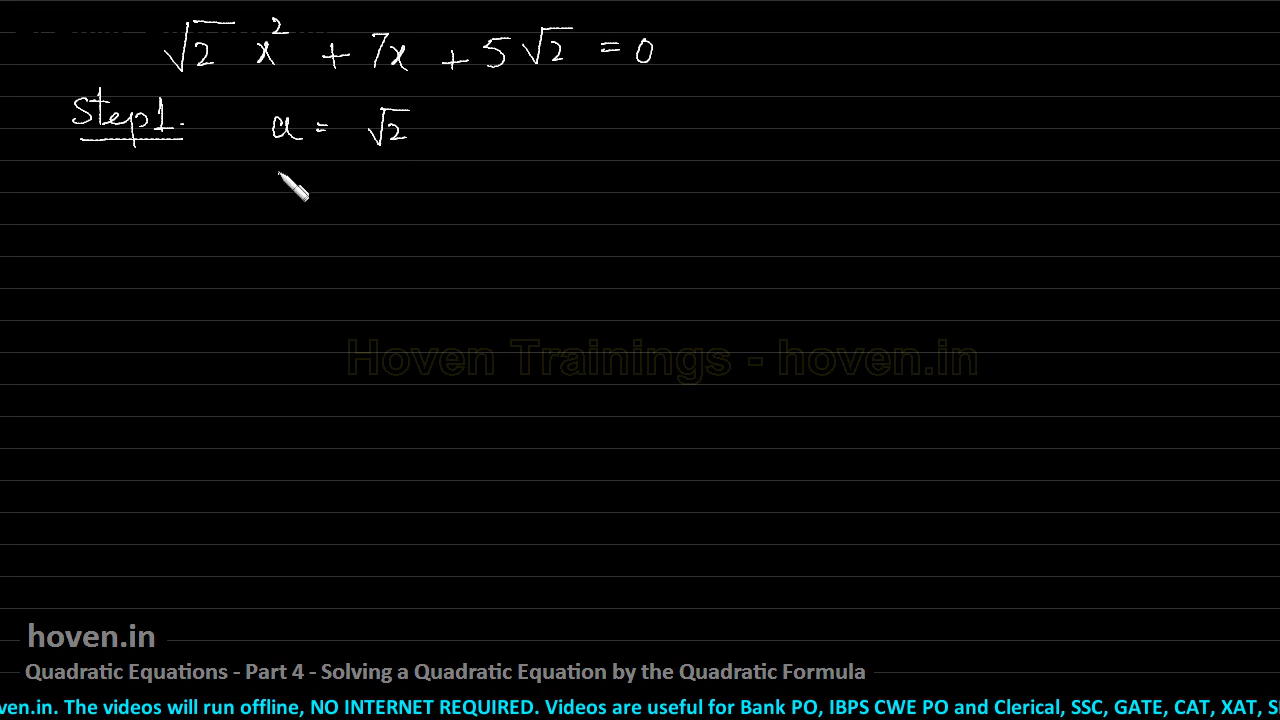 √2 x² + 7x + 5√2 = 0
Step1. a = √2
Hoven Trainings - hoven.in
hoven.in
Quadratic Equations - Part 4 - Solving a Quadratic Equation by the Quadratic Formula
ven.in. The videos will run offline, NO INTERNET REQUIRED. Videos are useful for Bank PO, IBPS CWE PO and Clerical, SSC, GATE, CAT, XAT, S